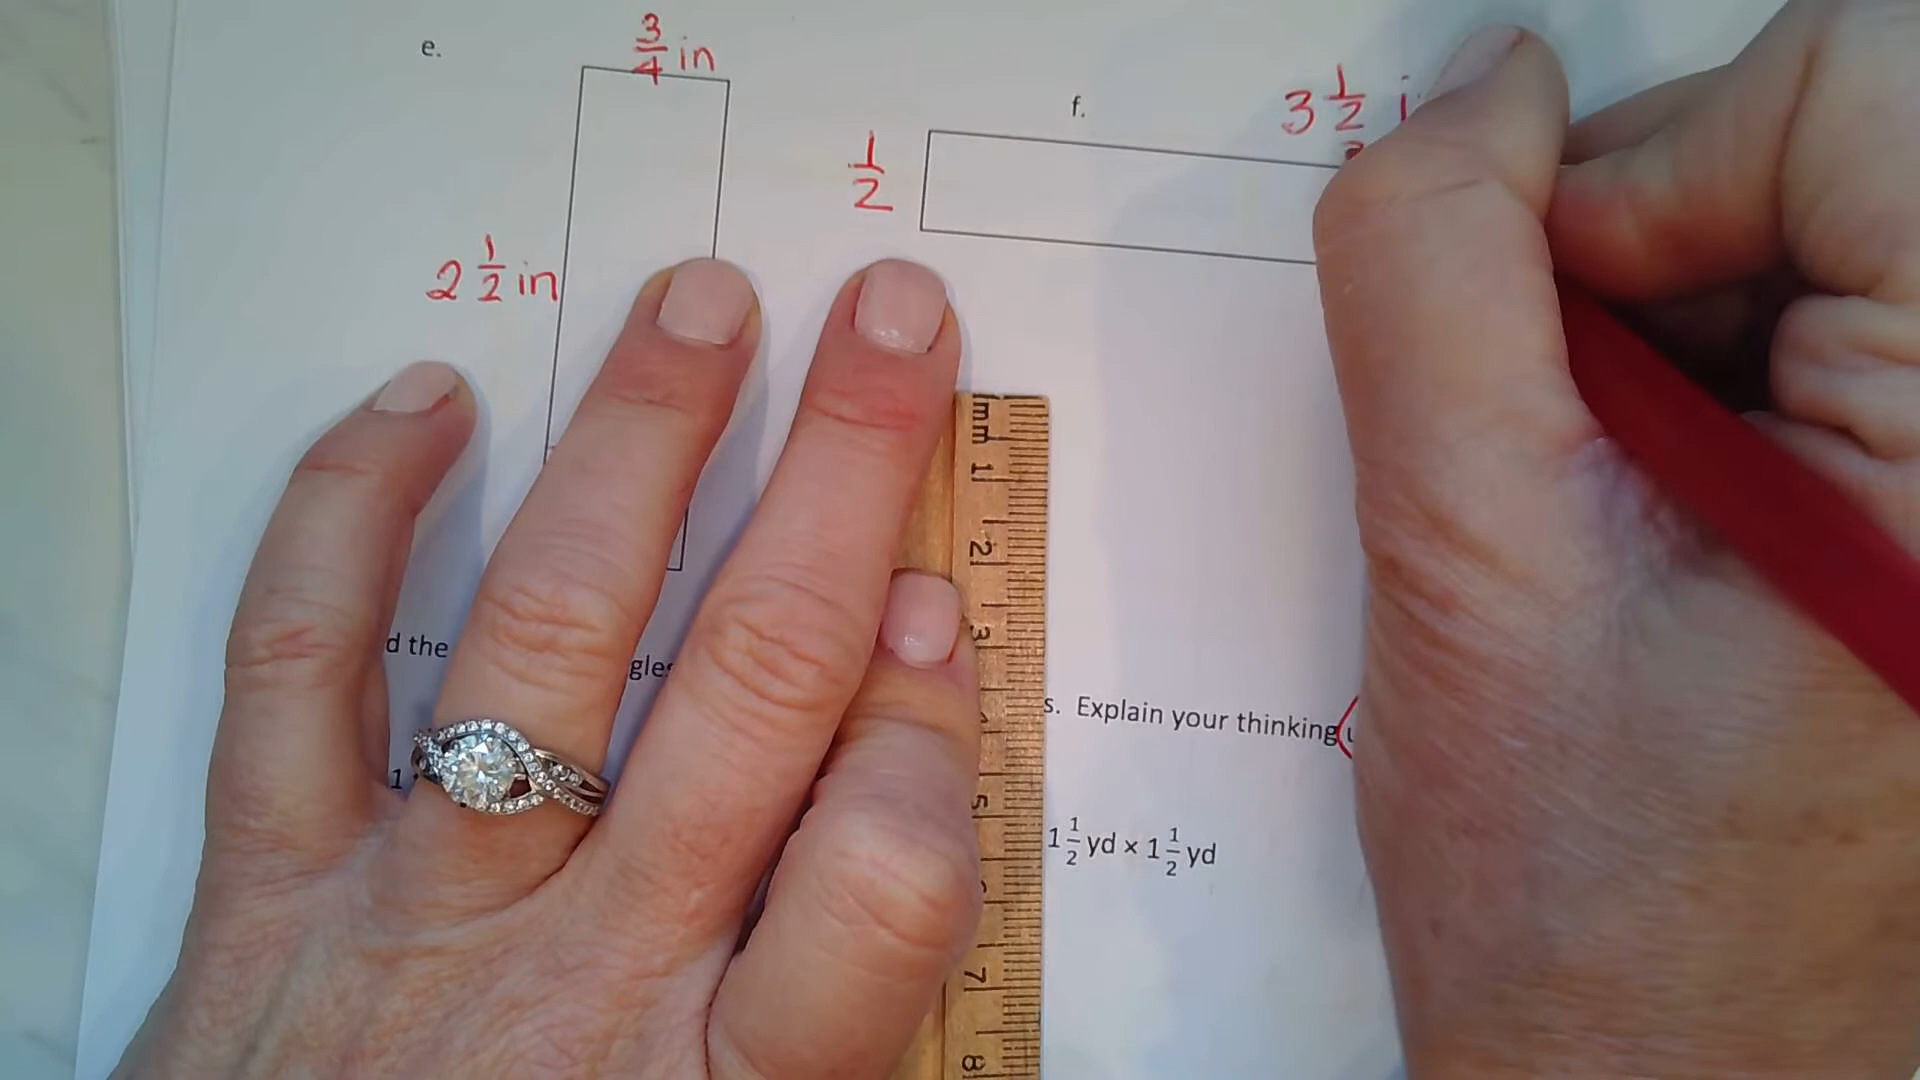 e.
3/4 in
f.
3 1/2
1/2
2 1/2 in
d the
s. Explain your thinking
1
1 1/2 yd × 1 1/2 yd
mm 1 2 3 5 7 8